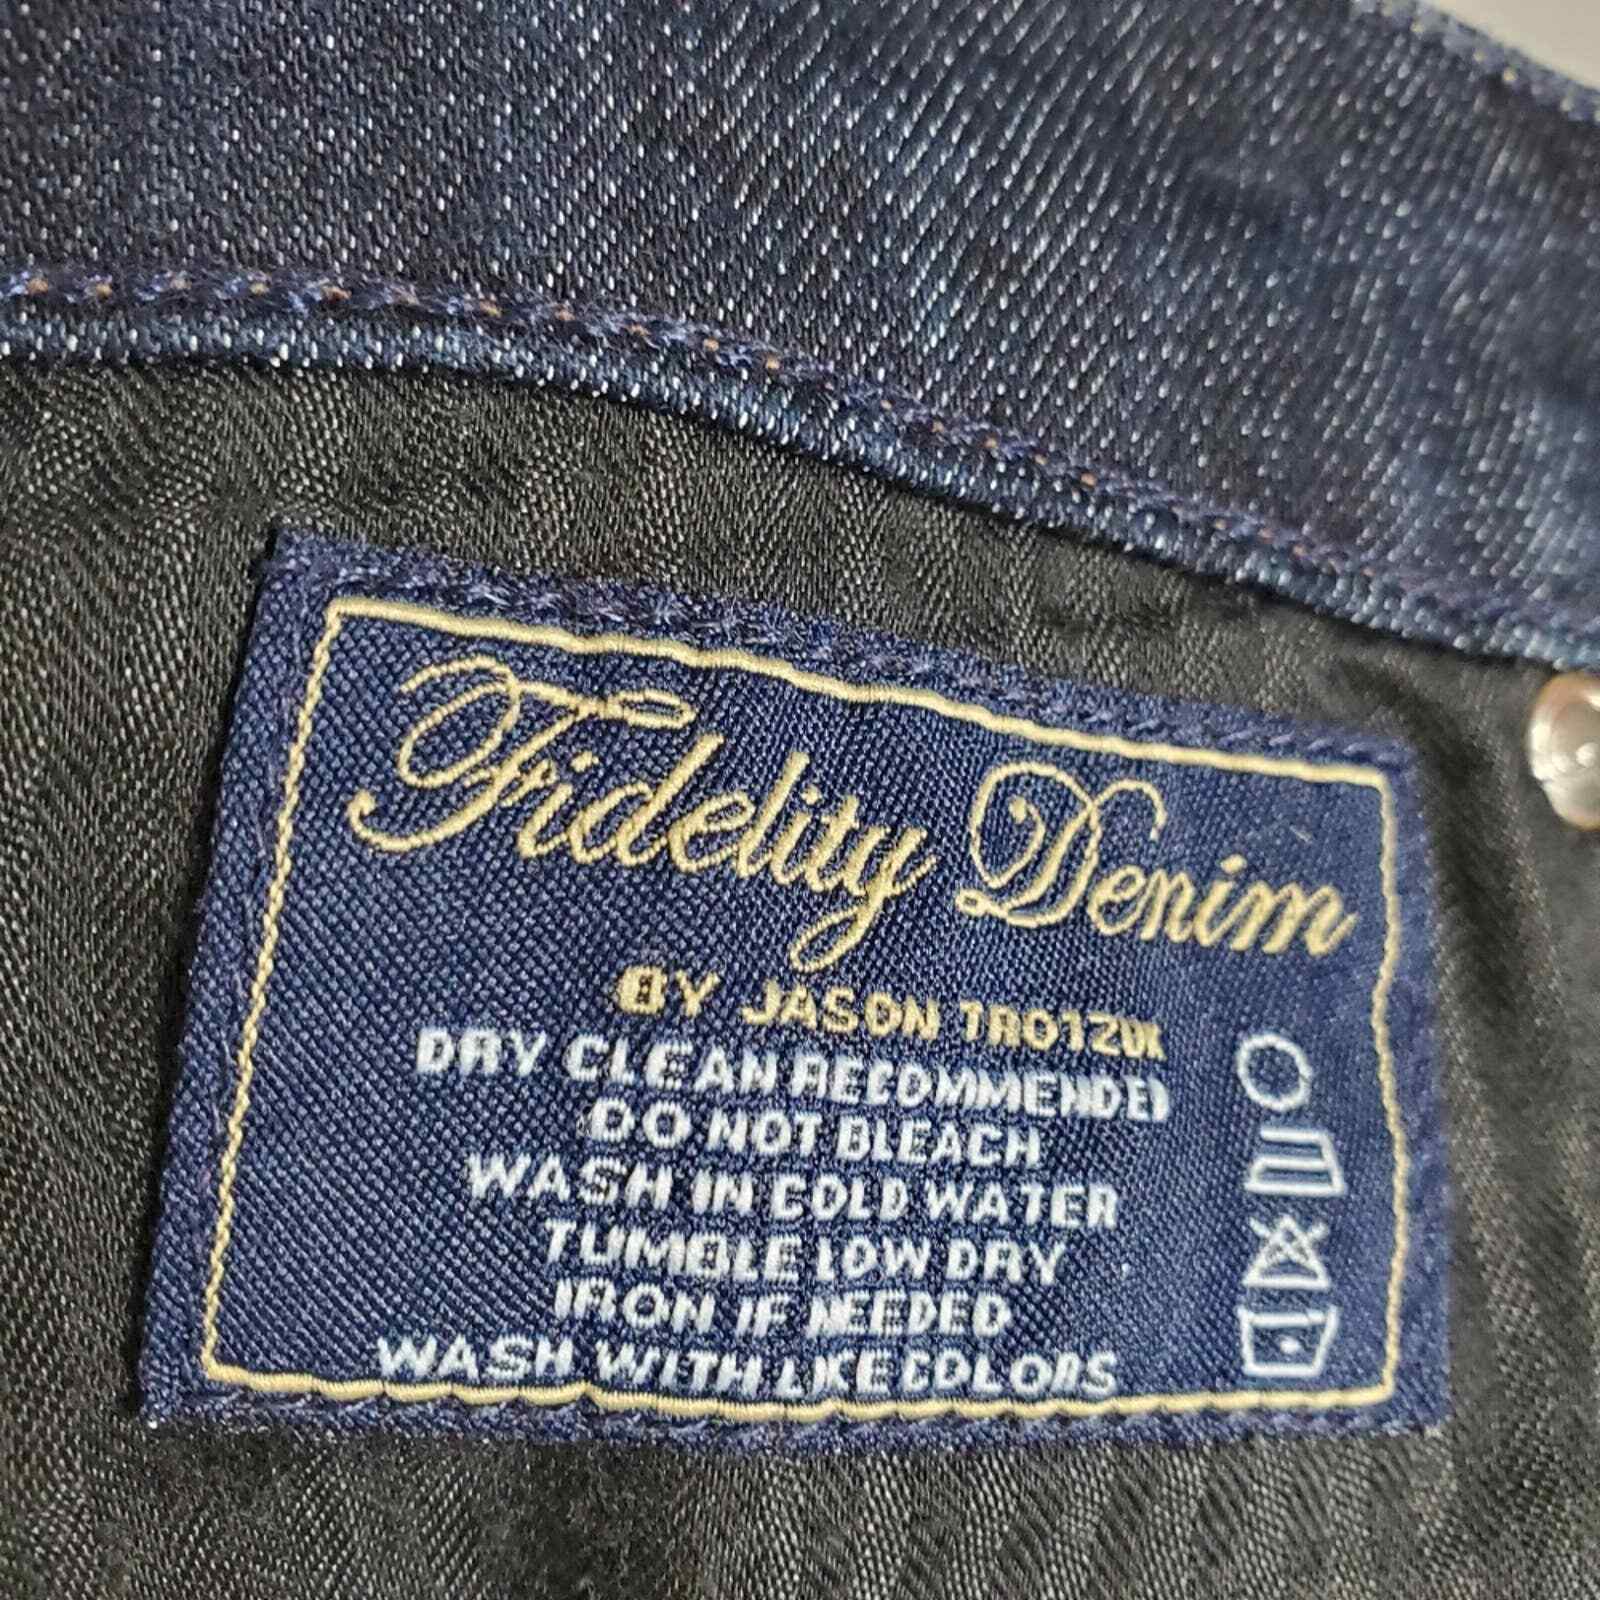 Fidelity Denim
BY JASON TROTZUK
DRY CLEAN RECOMMENDED
DO NOT BLEACH
WASH IN COLD WATER
TUMBLE LOW DRY
IRON IF NEEDED
WASH WITH LIKE COLORS